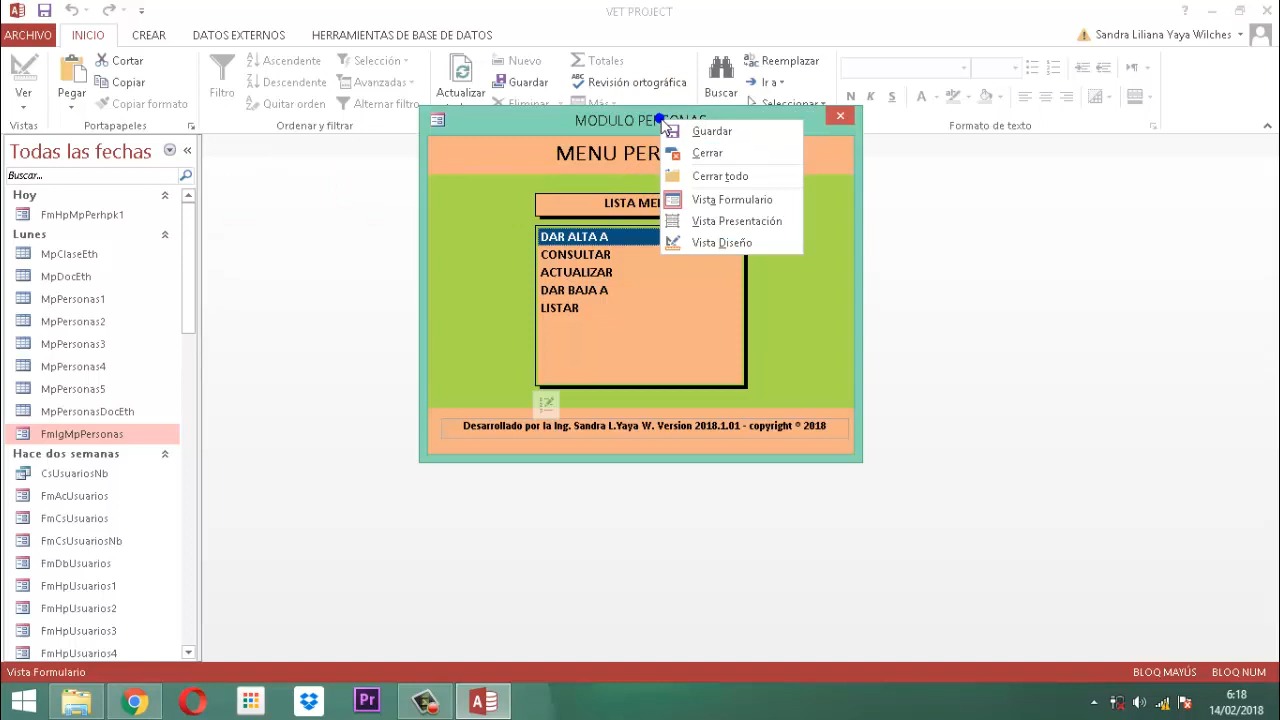 VET PROJECT
ARCHIVO INICIO CREAR DATOS EXTERNOS HERRAMIENTAS DE BASE DE DATOS
Sandra Liliana Yaya Wilches
Ver
Vistas
Pegar
Cortar
Copiar
Copiar formato
Portapapeles
Filtro
Ascendente
Descendente
Quitar
Selección
Avanzadas
Ordenar y filtrar
Actualizar
Nuevo
Guardar
Eliminar
Totales
Revisión ortográfica
Más
Buscar
Reemplazar
Ir a
Seleccionar
N K S A
Formato de texto
Todas las fechas
Buscar...
Hoy
FmHpMpPerhpk1
Lunes
MpClaseEth
MpDocEth
MpPersonas1
MpPersonas2
MpPersonas3
MpPersonas4
MpPersonas5
MpPersonasDocEth
FmIgMpPersonas
Hace dos semanas
CsUsuariosNb
FmAcUsuarios
FmCsUsuarios
FmCsUsuariosNb
FmDbUsuarios
FmHpUsuarios1
FmHpUsuarios2
FmHpUsuarios3
FmHpUsuarios4
MODULO PERSONAS
MENU PER
LISTA ME
DAR ALTA A
CONSULTAR
ACTUALIZAR
DAR BAJA A
LISTAR
Desarrollado por la Ing. Sandra L.Yaya W. Version 2018.1.01 - copyright ® 2018
Guardar
Cerrar
Cerrar todo
Vista Formulario
Vista Presentación
Vista Diseño
Vista Formulario
BLOQ MAYÚS BLOQ NUM
Pr
6:18
14/02/2018